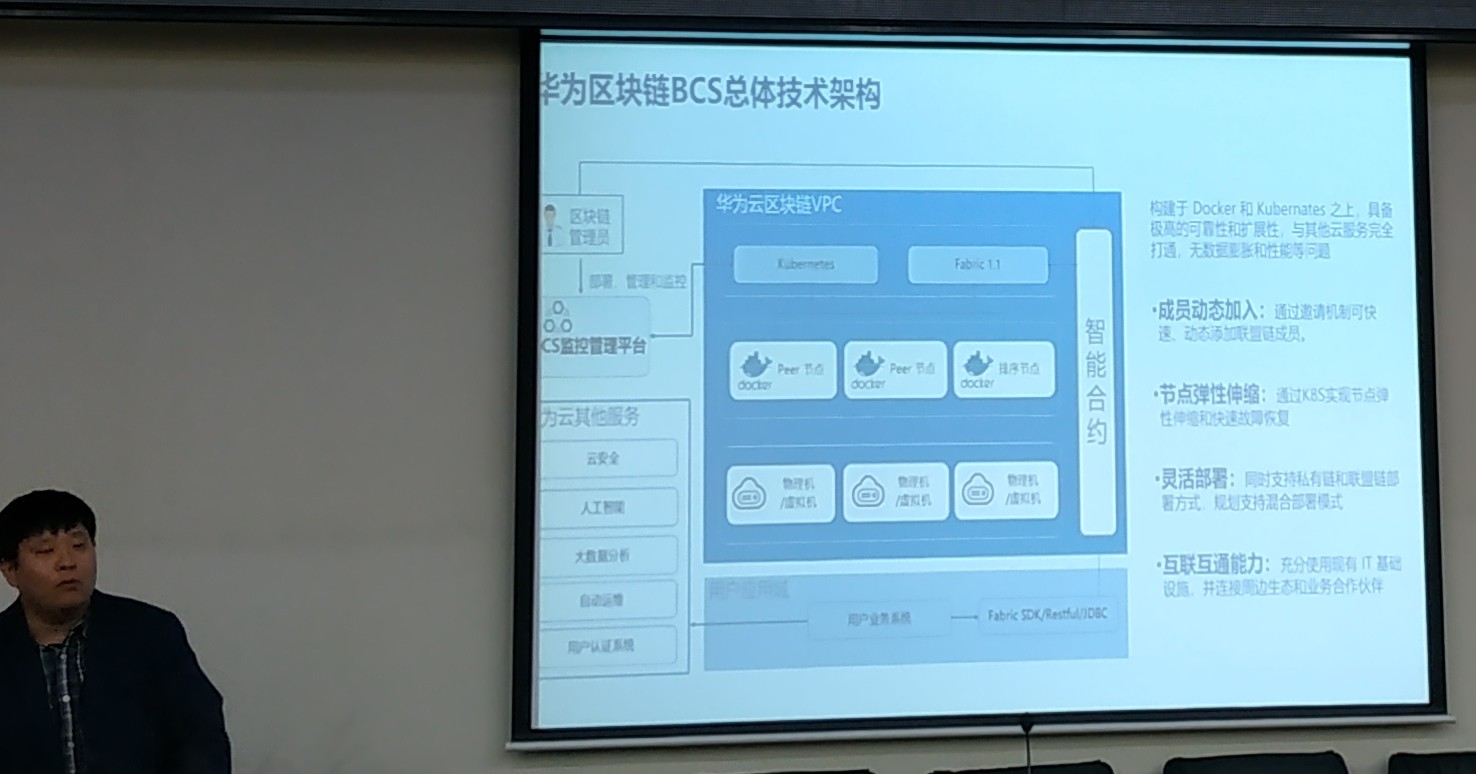 华为区块链BCS总体技术架构
区块链
管理员
部署、管理和监控
CS监控管理平台
为云其他服务
云安全
人工智能
大数据分析
自动运维
用户认证系统
华为云区块链VPC
Kubernetes
Fabric 1.1
docker Peer 节点
docker Peer 节点
docker 排序节点
物理机
/虚拟机
物理机
/虚拟机
物理机
/虚拟机
智能合约
用户应用域
用户业务系统
Fabric SDK/Restful/JDBC
构建于 Docker 和 Kubernates 之上，具备
极高的可靠性和扩展性，与其他云服务完全
打通，无数据膨胀和性能等问题
•成员动态加入：通过邀请机制可快
速、动态添加联盟链成员。
•节点弹性伸缩：通过K8S实现节点弹
性伸缩和快速故障恢复
•灵活部署：同时支持私有链和联盟链部
署方式，规划支持混合部署模式
•互联互通能力：充分使用现有 IT 基础
设施，并连接周边生态和业务合作伙伴